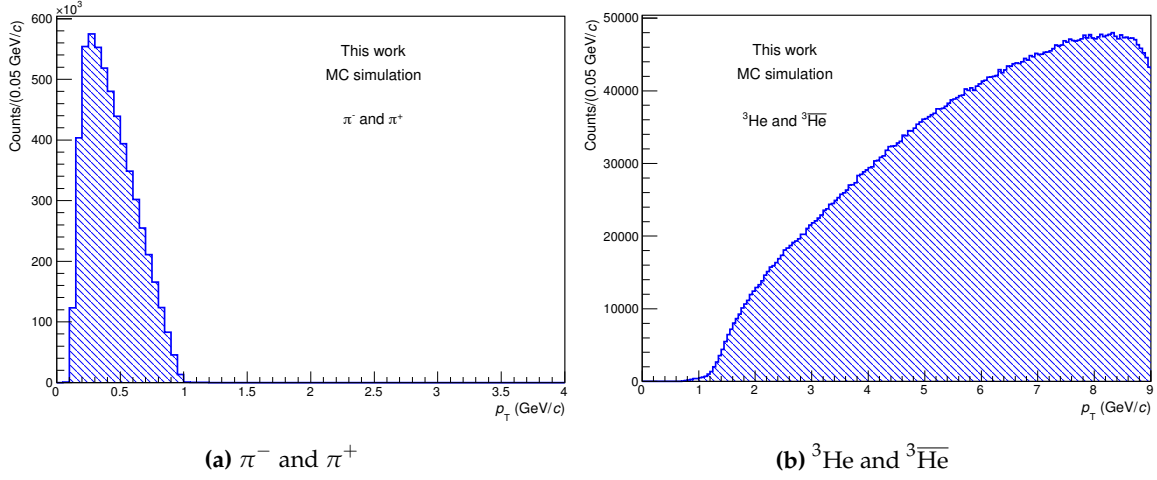 ×10³
600
500
400
300
200
100
0
Counts/(0.05 GeV/c)
This work
MC simulation
π⁻ and π⁺
0 0.5 1 1.5 2 2.5 3 3.5 4
p_T (GeV/c)
(a) π⁻ and π⁺
50000
40000
30000
20000
10000
0
Counts/(0.05 GeV/c)
This work
MC simulation
³He and ³H̅e̅
0 1 2 3 4 5 6 7 8 9
p_T (GeV/c)
(b) ³He and ³H̅e̅